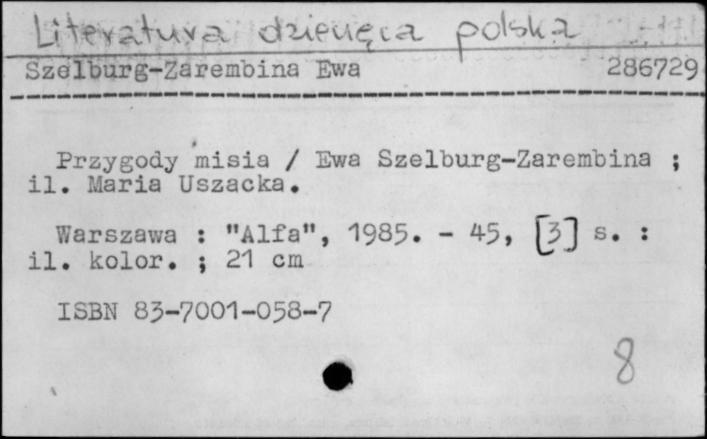 Literatura dziecięca polska
Szelburg-Zarembina Ewa 286729
Przygody misia / Ewa Szelburg-Zarembina ;
il. Maria Uszacka.
Warszawa : "Alfa", 1985. - 45, [3] s. :
il. kolor. ; 21 cm
ISBN 83-7001-058-7
8